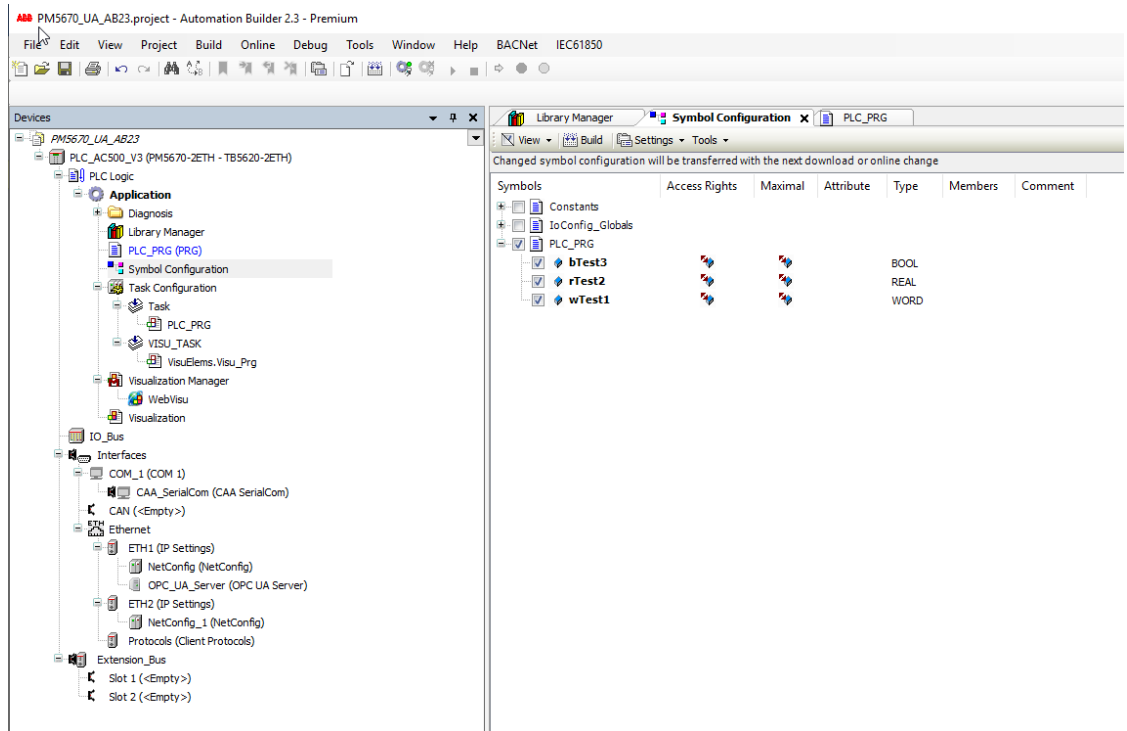 ABB PM5670_UA_AB23.project - Automation Builder 2.3 - Premium
File Edit View Project Build Online Debug Tools Window Help BACNet IEC61850
Devices
PM5670_UA_AB23
PLC_AC500_V3 (PM5670-2ETH - TB5620-2ETH)
PLC Logic
Application
Diagnosis
Library Manager
PLC_PRG (PRG)
Symbol Configuration
Task Configuration
Task
PLC_PRG
VISU_TASK
VisuElems.Visu_Prg
Visualization Manager
WebVisu
Visualization
IO_Bus
Interfaces
COM_1 (COM 1)
CAA_SerialCom (CAA SerialCom)
CAN (<Empty>)
ETH Ethernet
ETH1 (IP Settings)
NetConfig (NetConfig)
OPC_UA_Server (OPC UA Server)
ETH2 (IP Settings)
NetConfig_1 (NetConfig)
Protocols (Client Protocols)
Extension_Bus
Slot 1 (<Empty>)
Slot 2 (<Empty>)
Library Manager Symbol Configuration PLC_PRG
View Build Settings Tools
Changed symbol configuration will be transferred with the next download or online change
Symbols Access Rights Maximal Attribute Type Members Comment
Constants
IoConfig_Globals
PLC_PRG
bTest3 BOOL
rTest2 REAL
wTest1 WORD